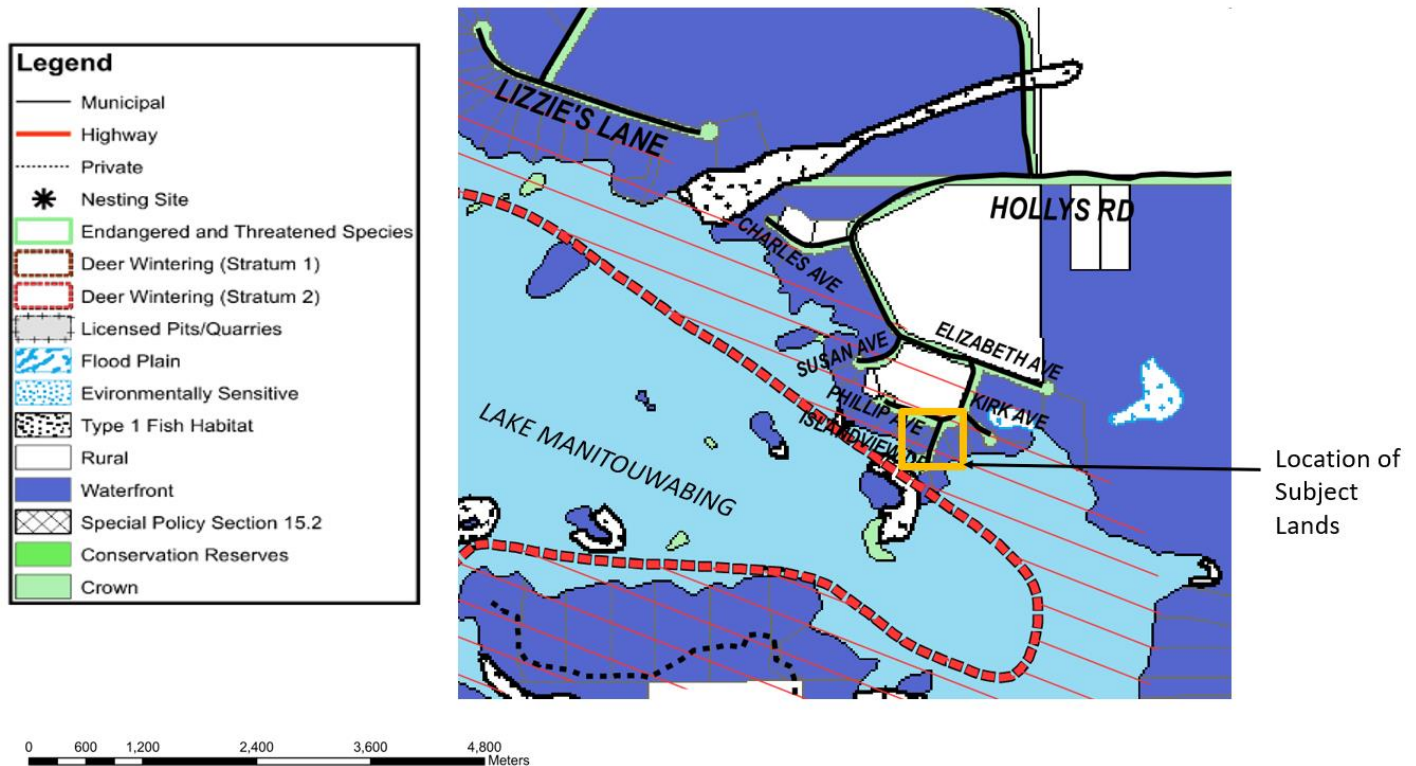 Legend
Municipal
Highway
Private
Nesting Site
Endangered and Threatened Species
Deer Wintering (Stratum 1)
Deer Wintering (Stratum 2)
Licensed Pits/Quarries
Flood Plain
Evironmentally Sensitive
Type 1 Fish Habitat
Rural
Waterfront
Special Policy Section 15.2
Conservation Reserves
Crown
LIZZIE'S LANE
HOLLYS RD
CHARLES AVE
ELIZABETH AVE
SUSAN AVE
PHILLIP AVE
KIRK AVE
ISLANDVIEW
LAKE MANITOUWABING
Location of
Subject
Lands
0 600 1,200 2,400 3,600 4,800
Meters